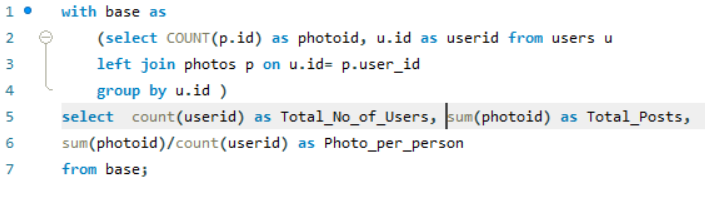 1 with base as
2 (select COUNT(p.id) as photoid, u.id as userid from users u
3 left join photos p on u.id= p.user_id
4 group by u.id )
5 select  count(userid) as Total_No_of_Users, sum(photoid) as Total_Posts,
6 sum(photoid)/count(userid) as Photo_per_person
7 from base;